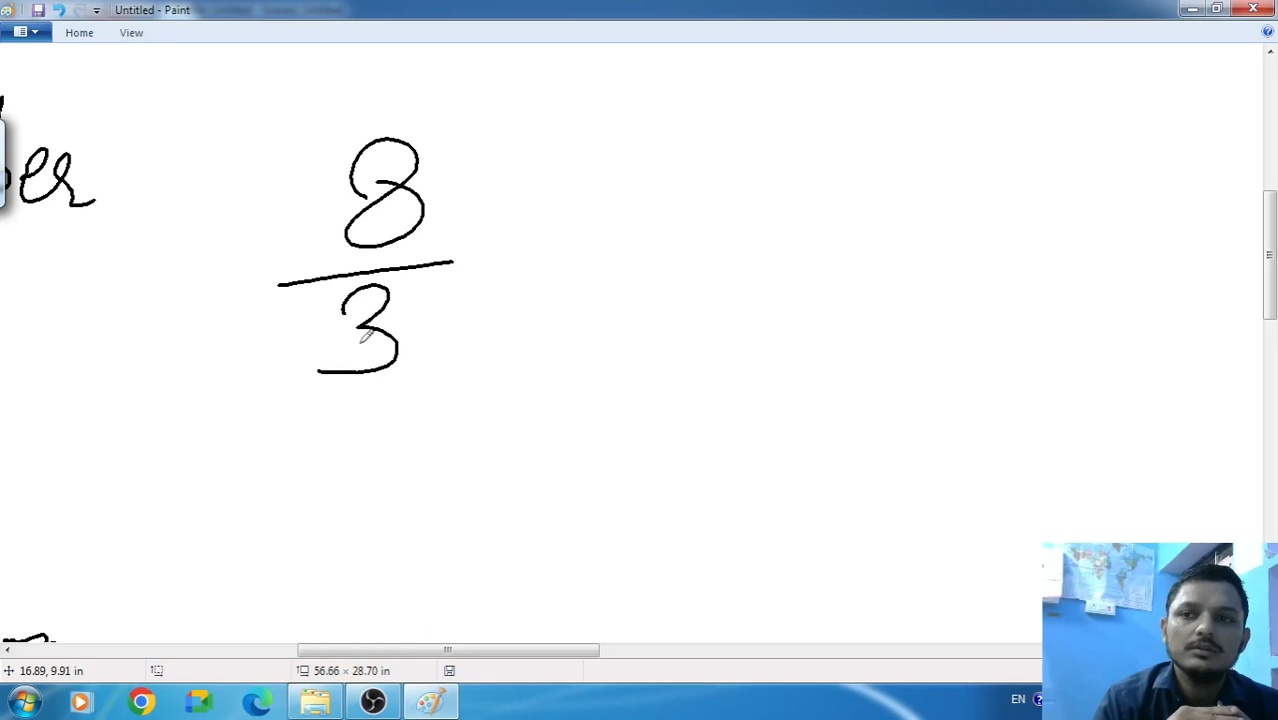 Untitled - Paint
Home View
8
3
16.89, 9.91 in
56.66 × 28.70 in
EN